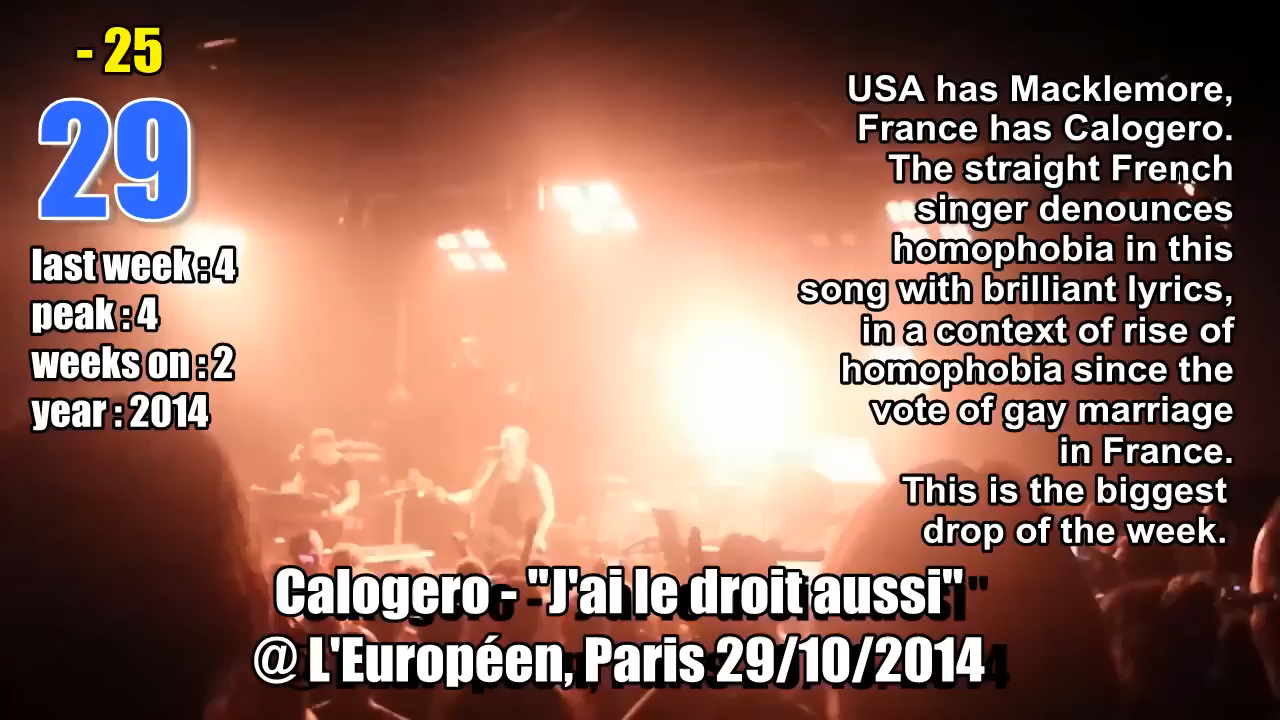 - 25
29
last week : 4
peak : 4
weeks on : 2
year : 2014
USA has Macklemore,
France has Calogero.
The straight French
singer denounces
homophobia in this
song with brilliant lyrics,
in a context of rise of
homophobia since the
vote of gay marriage
in France.
This is the biggest
drop of the week.
Calogero - "J'ai le droit aussi"
@ L'Européen, Paris 29/10/2014